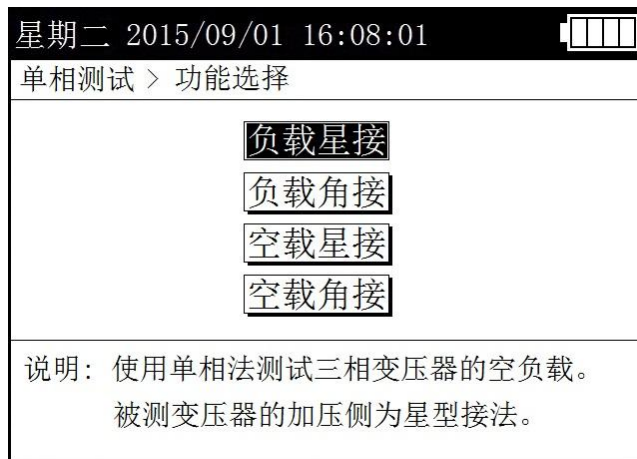 星期二 2015/09/01 16:08:01
单相测试 > 功能选择
负载星接
负载角接
空载星接
空载角接
说明: 使用单相法测试三相变压器的空负载。
被测变压器的加压侧为星型接法。